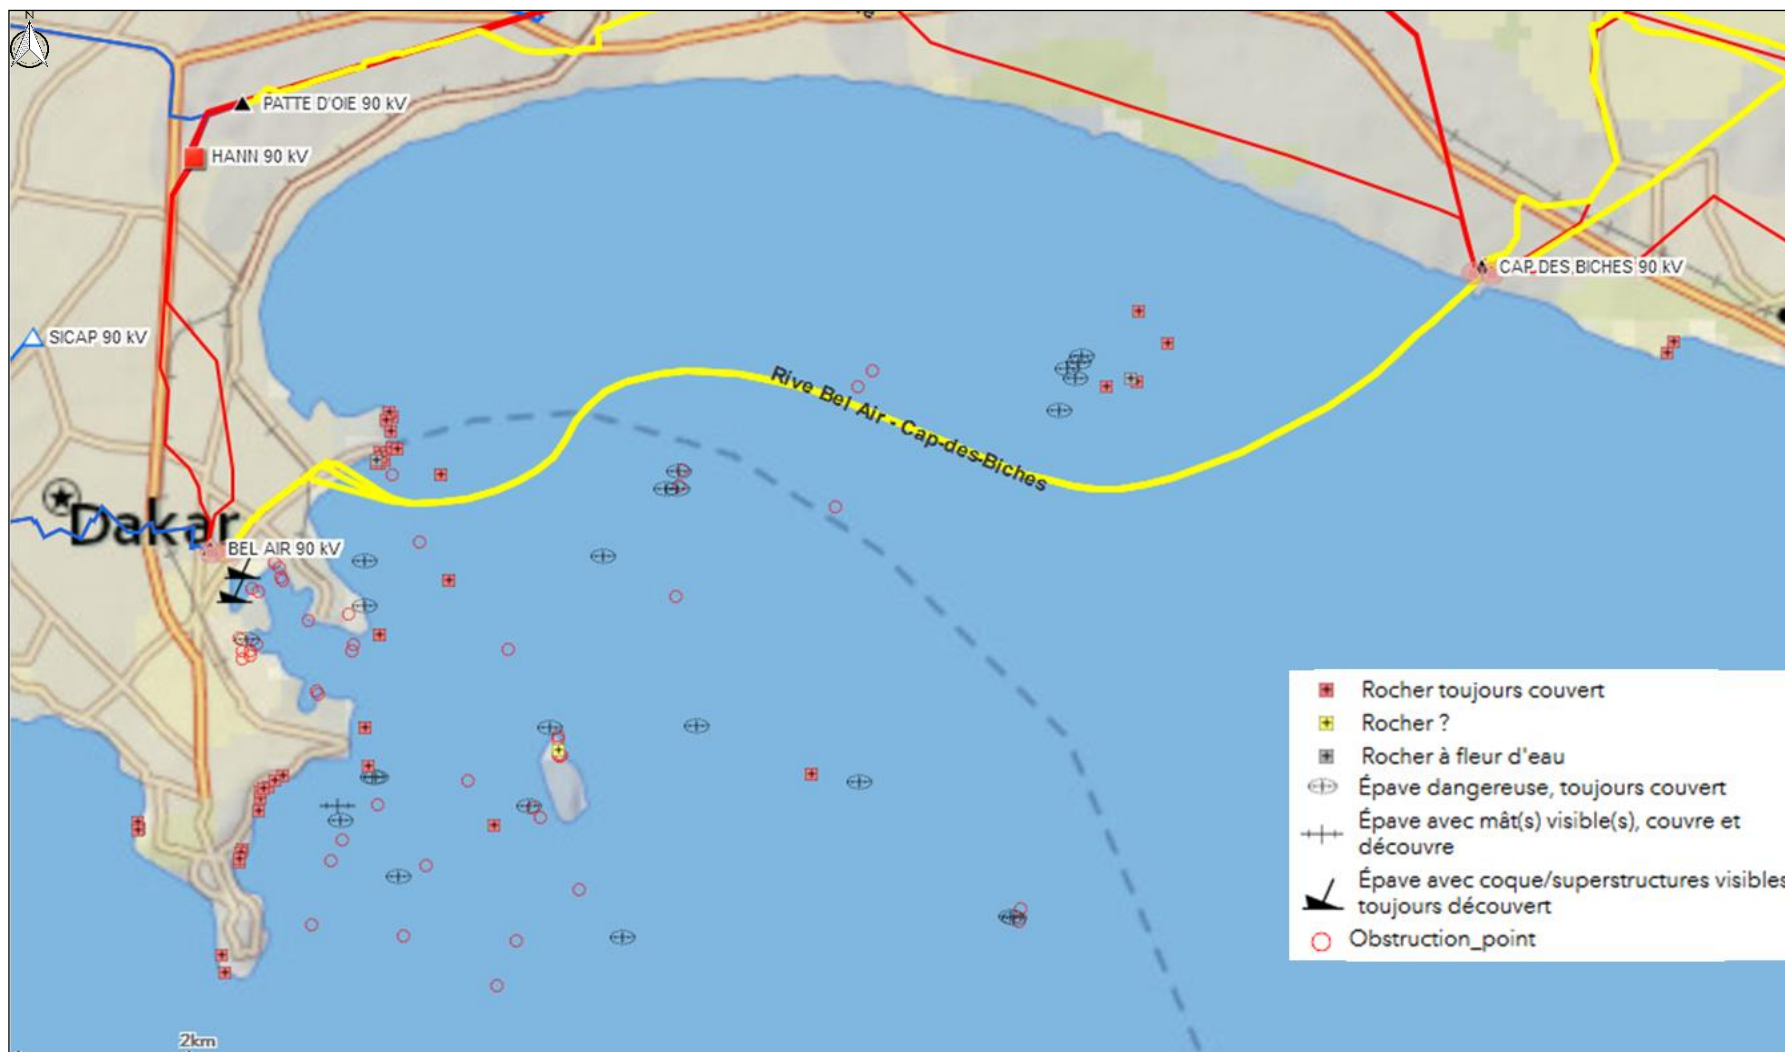 N
PATTE D'OIE 90 kV
HANN 90 kV
CAP DES BICHES 90 kV
SICAP 90 kV
Rive Bel Air - Cap-des-Biches
Dakar
BEL AIR 90 kV
Rocher toujours couvert
Rocher ?
Rocher à fleur d'eau
Épave dangereuse, toujours couvert
Épave avec mât(s) visible(s), couvre et
découvre
Épave avec coque/superstructures visibles
toujours découvert
Obstruction_point
2km